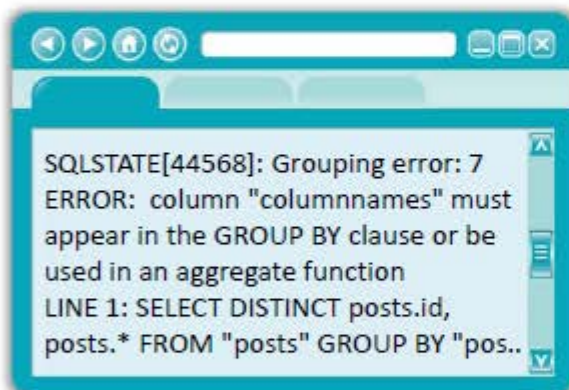 SQLSTATE[44568]: Grouping error: 7
ERROR:  column "columnnames" must
appear in the GROUP BY clause or be
used in an aggregate function
LINE 1: SELECT DISTINCT posts.id,
posts.* FROM "posts" GROUP BY "pos..